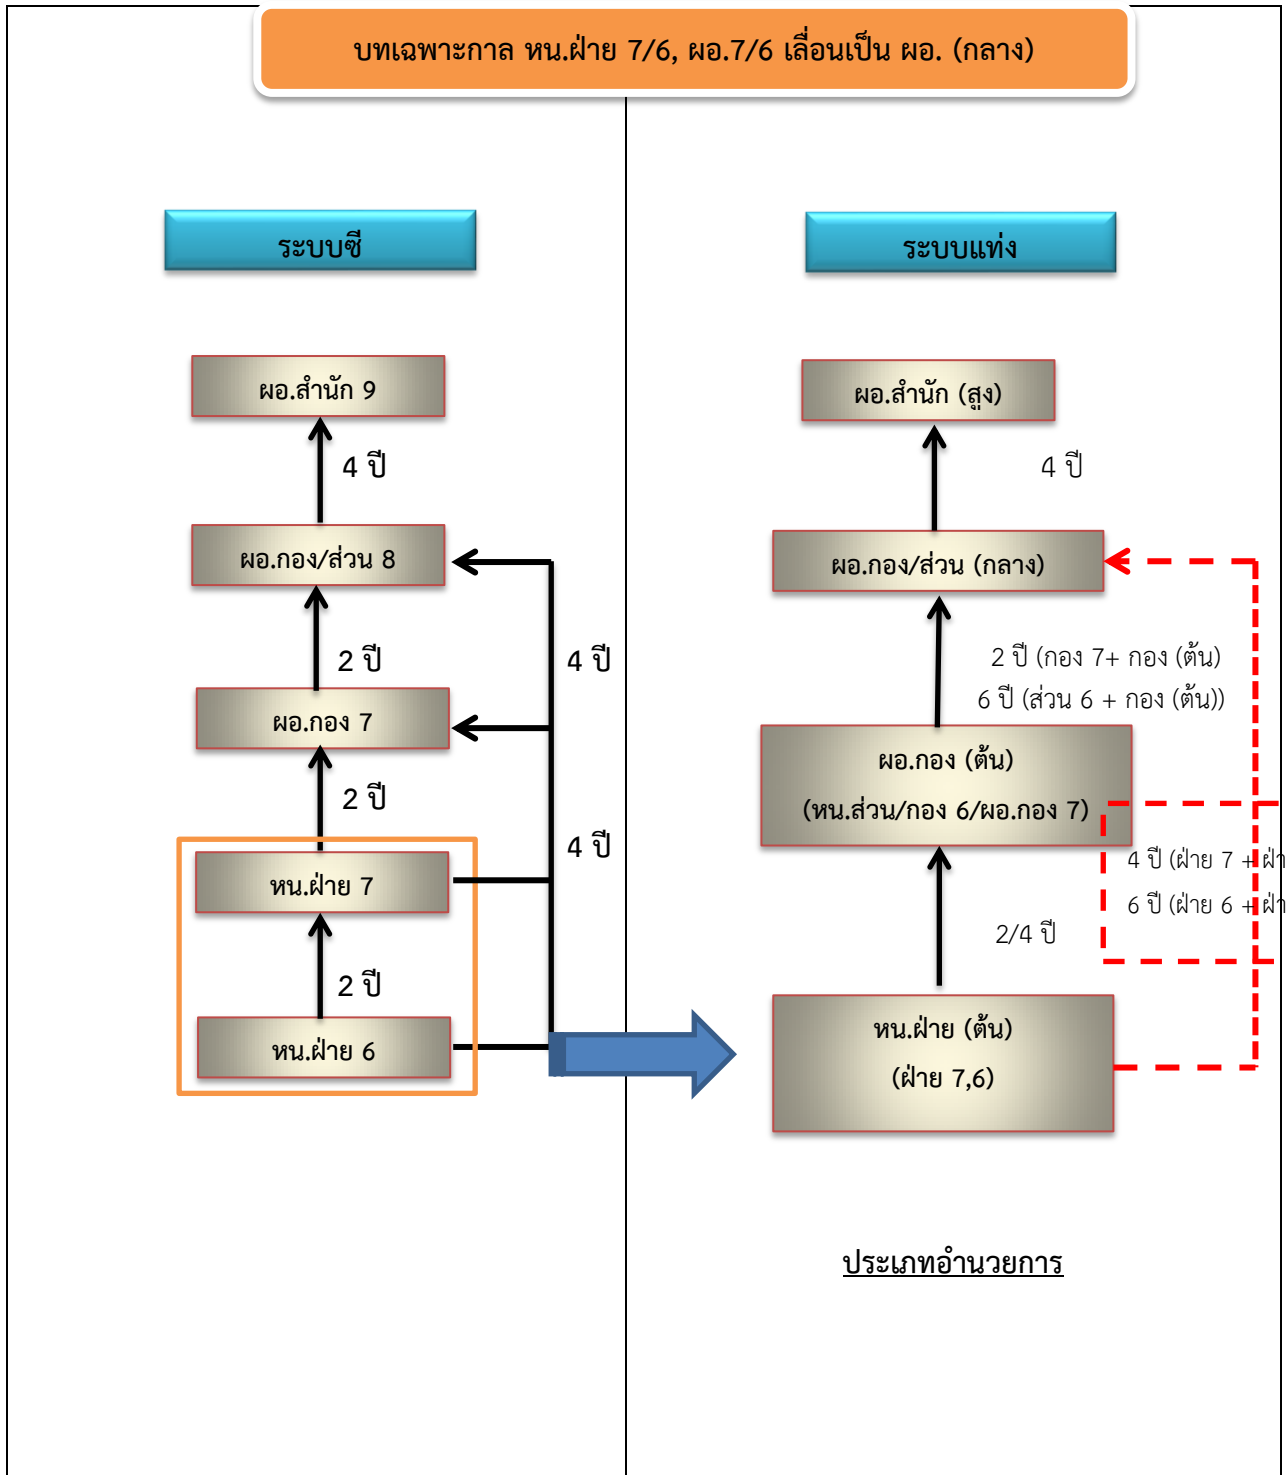 บทเฉพาะกาล หน.ฝ่าย 7/6, ผอ.7/6 เลื่อนเป็น ผอ. (กลาง)
ระบบซี
ผอ.สำนัก 9
4 ปี
ผอ.กอง/ส่วน 8
2 ปี
4 ปี
ผอ.กอง 7
2 ปี
4 ปี
หน.ฝ่าย 7
2 ปี
หน.ฝ่าย 6
ระบบแท่ง
ผอ.สำนัก (สูง)
4 ปี
ผอ.กอง/ส่วน (กลาง)
2 ปี (กอง 7+ กอง (ต้น)
6 ปี (ส่วน 6 + กอง (ต้น))
ผอ.กอง (ต้น)
(หน.ส่วน/กอง 6/ผอ.กอง 7)
4 ปี (ฝ่าย 7 +
6 ปี (ฝ่าย 6 +
2/4 ปี
หน.ฝ่าย (ต้น)
(ฝ่าย 7,6)
ประเภทอำนวยการ